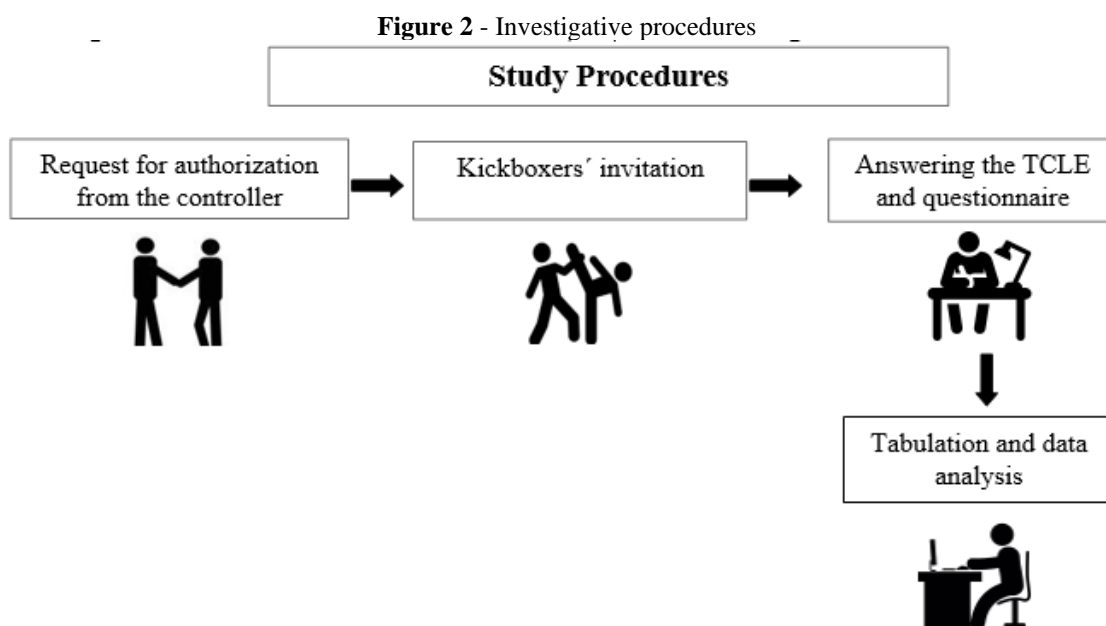 Figure 2 - Investigative procedures
Study Procedures
Request for authorization
from the controller
Kickboxers´ invitation
Answering the TCLE
and questionnaire
Tabulation and data
analysis